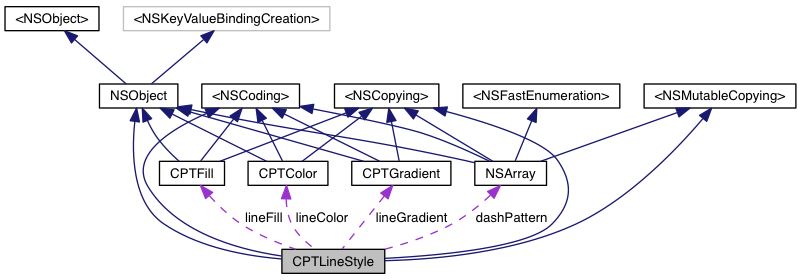 <NSObject>
<NSKeyValueBindingCreation>
NSObject
<NSCoding>
<NSCopying>
<NSFastEnumeration>
<NSMutableCopying>
CPTFill
CPTColor
CPTGradient
NSArray
lineFill
lineColor
lineGradient
dashPattern
CPTLineStyle